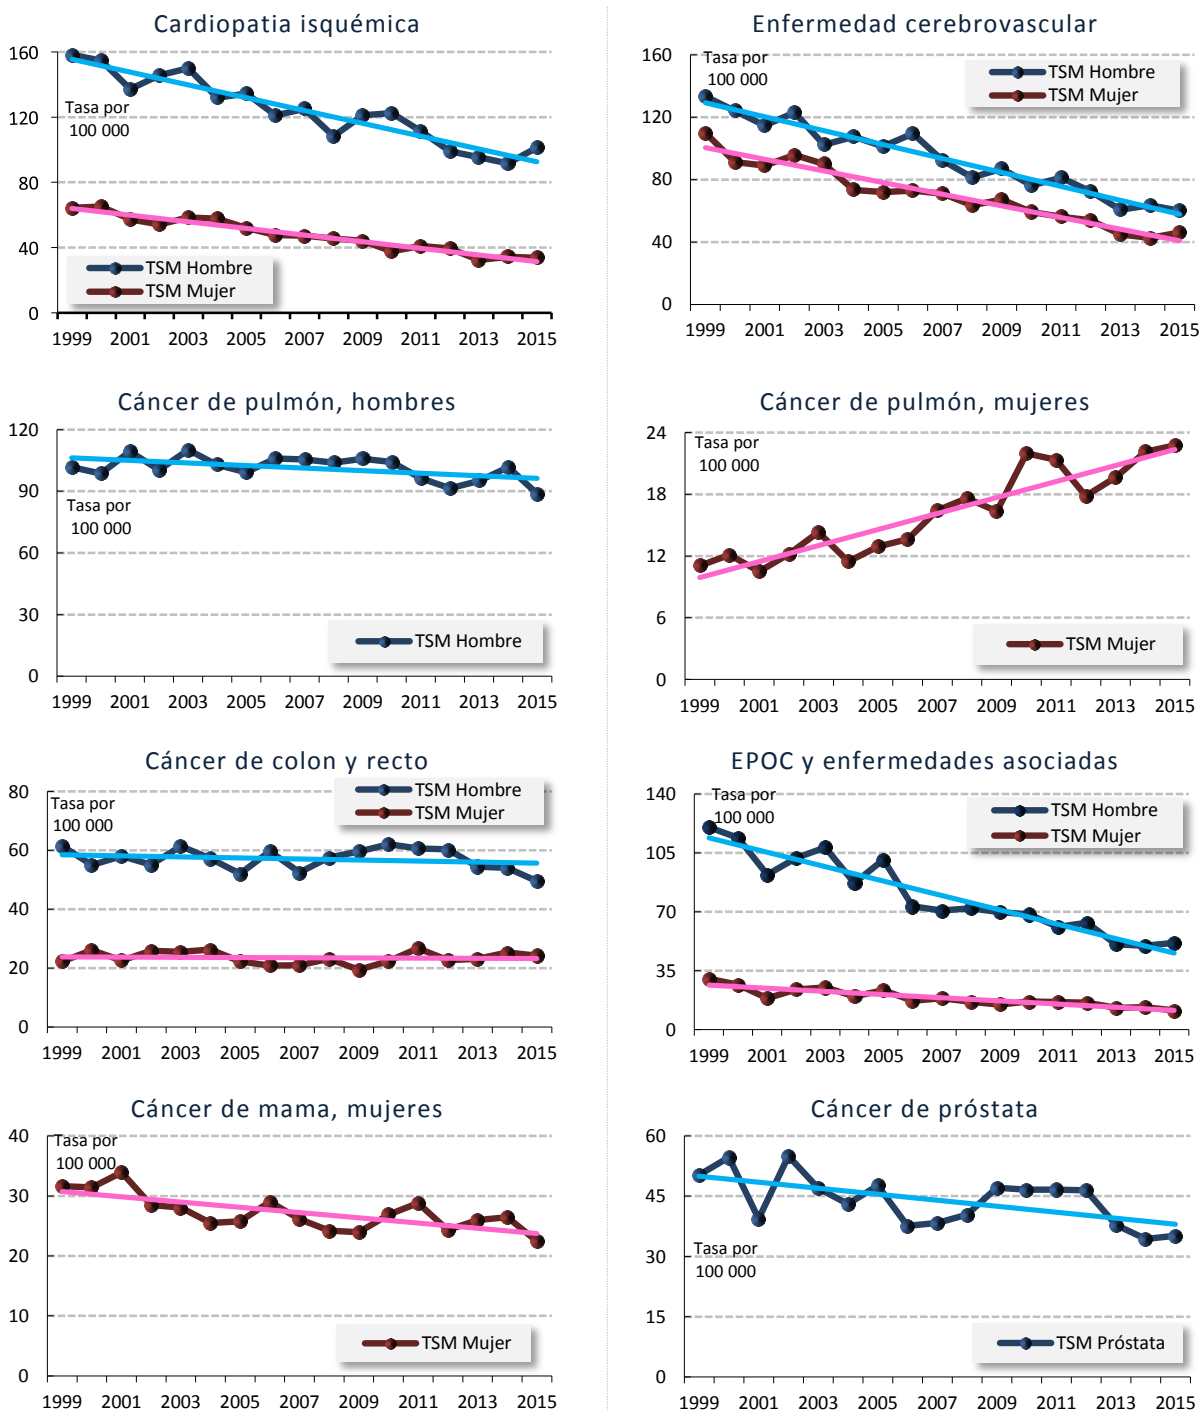 Cardiopatia isquémica
160
120
80
40
0
Tasa por
100 000
TSM Hombre
TSM Mujer
1999 2001 2003 2005 2007 2009 2011 2013 2015
Enfermedad cerebrovascular
160
120
80
40
0
Tasa por
100 000
TSM Hombre
TSM Mujer
1999 2001 2003 2005 2007 2009 2011 2013 2015
Cáncer de pulmón, hombres
120
90
60
30
0
Tasa por
100 000
TSM Hombre
1999 2001 2003 2005 2007 2009 2011 2013 2015
Cáncer de pulmón, mujeres
24
18
12
6
0
Tasa por
100 000
TSM Mujer
1999 2001 2003 2005 2007 2009 2011 2013 2015
Cáncer de colon y recto
80
60
40
20
0
Tasa por
100 000
TSM Hombre
TSM Mujer
1999 2001 2003 2005 2007 2009 2011 2013 2015
EPOC y enfermedades asociadas
140
105
70
35
0
Tasa por
100 000
TSM Hombre
TSM Mujer
1999 2001 2003 2005 2007 2009 2011 2013 2015
Cáncer de mama, mujeres
40
30
20
10
0
Tasa por
100 000
TSM Mujer
1999 2001 2003 2005 2007 2009 2011 2013 2015
Cáncer de próstata
60
45
30
15
0
Tasa por
100 000
TSM Próstata
1999 2001 2003 2005 2007 2009 2011 2013 2015